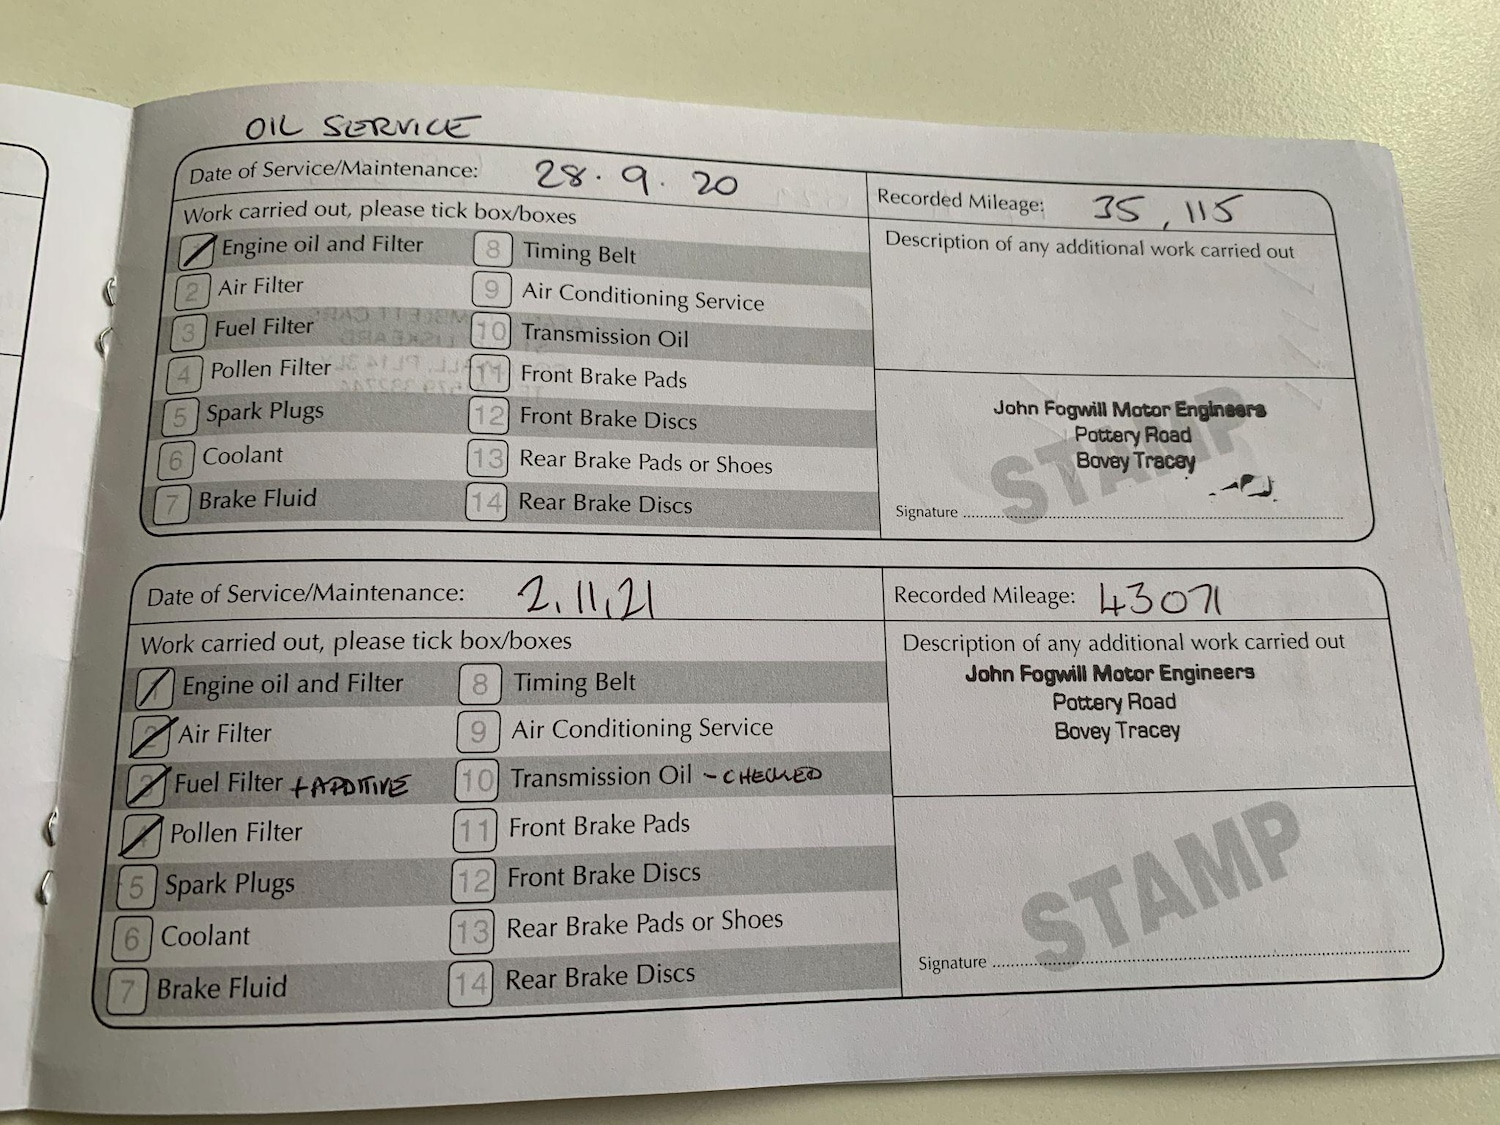 OIL SERVICE
Date of Service/Maintenance: 28.9.20
Recorded Mileage: 35,115
Work carried out, please tick box/boxes
1 Engine oil and Filter
2 Air Filter
3 Fuel Filter
4 Pollen Filter
5 Spark Plugs
6 Coolant
7 Brake Fluid
8 Timing Belt
9 Air Conditioning Service
10 Transmission Oil
11 Front Brake Pads
12 Front Brake Discs
13 Rear Brake Pads or Shoes
14 Rear Brake Discs
Description of any additional work carried out
STAMP
John Fogwill Motor Engineers
Pottery Road
Bovey Tracey
Signature
Date of Service/Maintenance: 2.11.21
Recorded Mileage: 43071
Work carried out, please tick box/boxes
1 Engine oil and Filter
2 Air Filter
3 Fuel Filter + ADDITIVE
4 Pollen Filter
5 Spark Plugs
6 Coolant
7 Brake Fluid
8 Timing Belt
9 Air Conditioning Service
10 Transmission Oil - CHECKED
11 Front Brake Pads
12 Front Brake Discs
13 Rear Brake Pads or Shoes
14 Rear Brake Discs
Description of any additional work carried out
John Fogwill Motor Engineers
Pottery Road
Bovey Tracey
STAMP
Signature